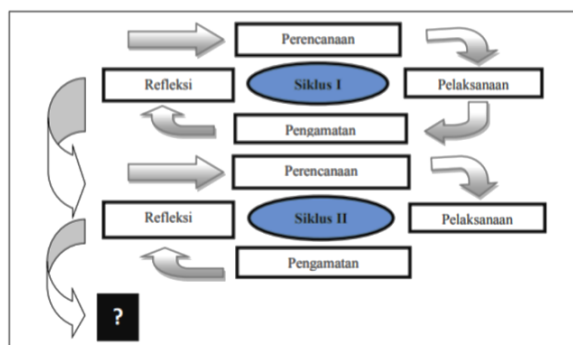 Perencanaan
Refleksi
Siklus I
Pelaksanaan
Pengamatan
Perencanaan
Refleksi
Siklus II
Pelaksanaan
Pengamatan
?